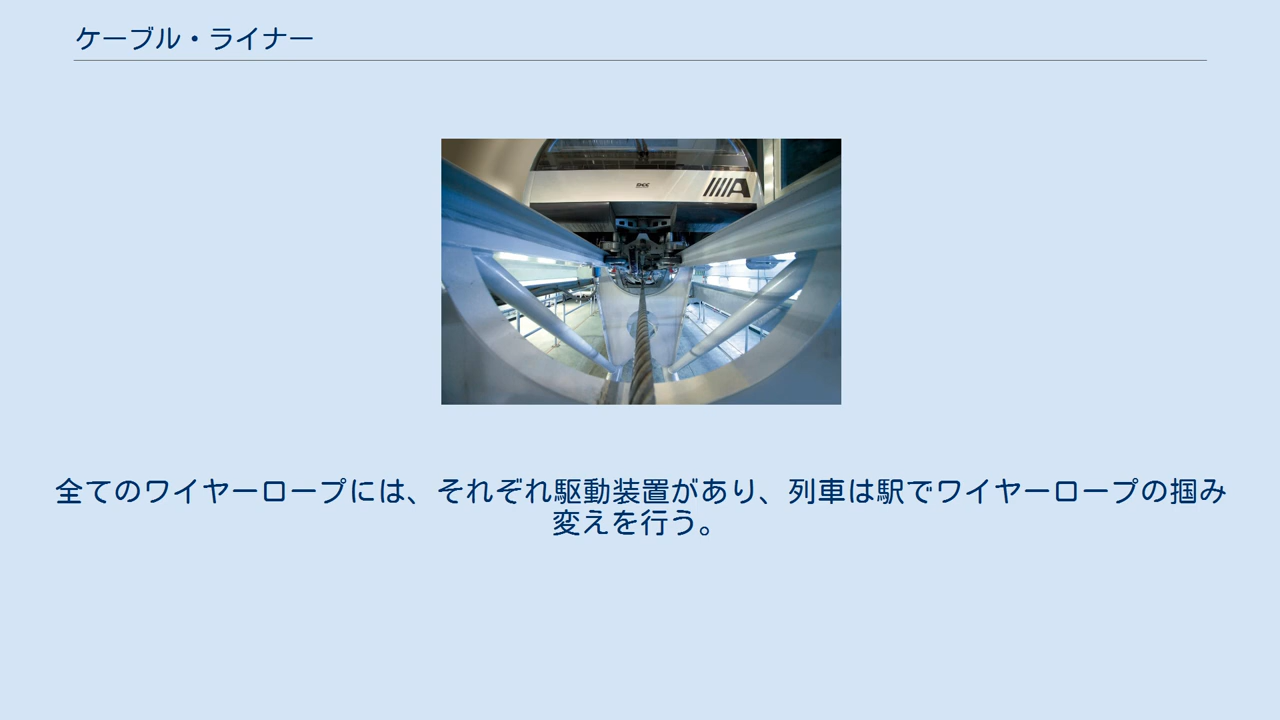 ケーブル・ライナー
DCC
全てのワイヤーロープには、それぞれ駆動装置があり、列車は駅でワイヤーロープの掴み
変えを行う。